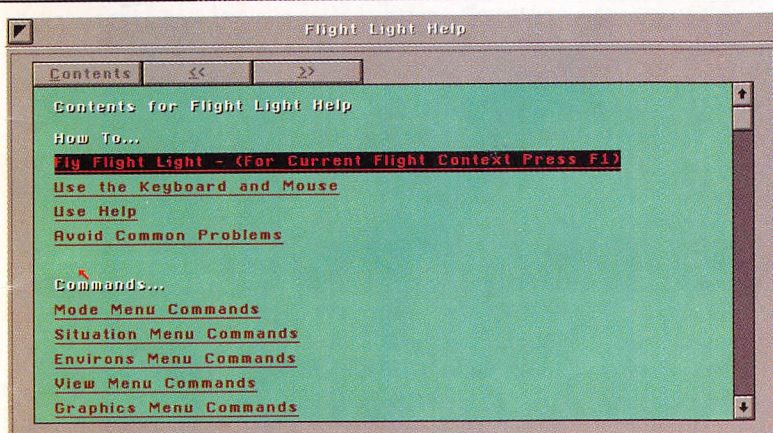 Flight Light Help
Contents << >>
Contents for Flight Light Help
How To...
Fly Flight Light - (For Current Flight Context Press F1)
Use the Keyboard and Mouse
Use Help
Avoid Common Problems
Commands...
Mode Menu Commands
Situation Menu Commands
Environs Menu Commands
View Menu Commands
Graphics Menu Commands